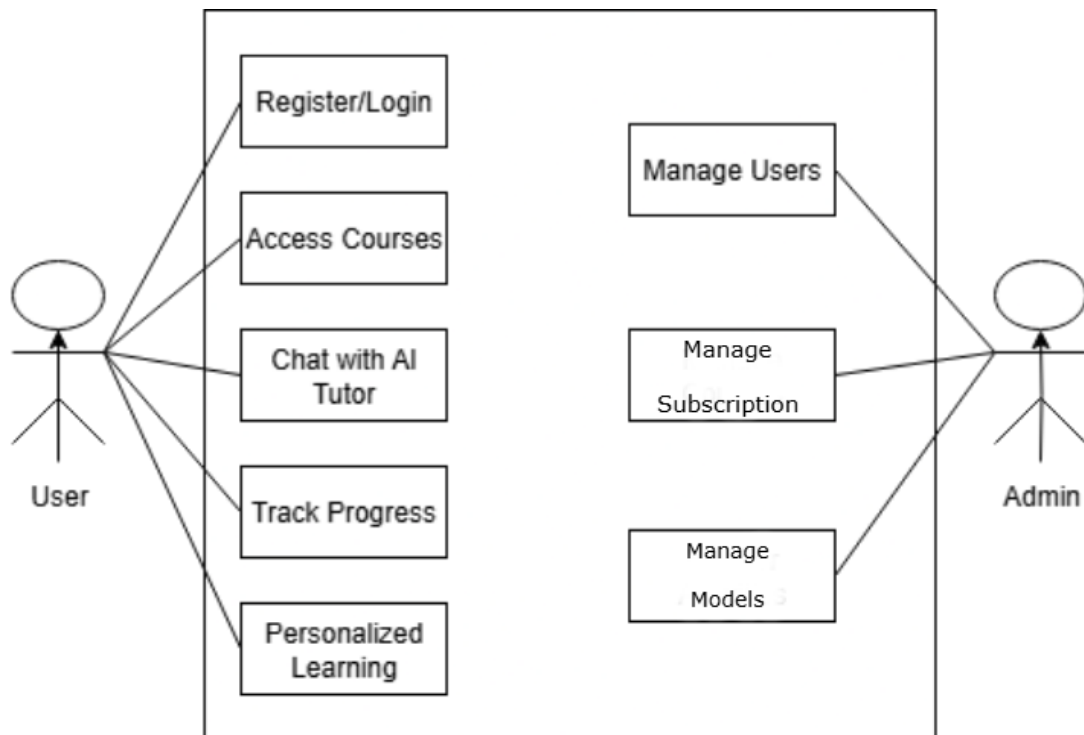 Register/Login
Access Courses
Chat with AI
Tutor
Track Progress
Personalized
Learning
User
Manage Users
Manage
Subscription
Manage
Models
Admin